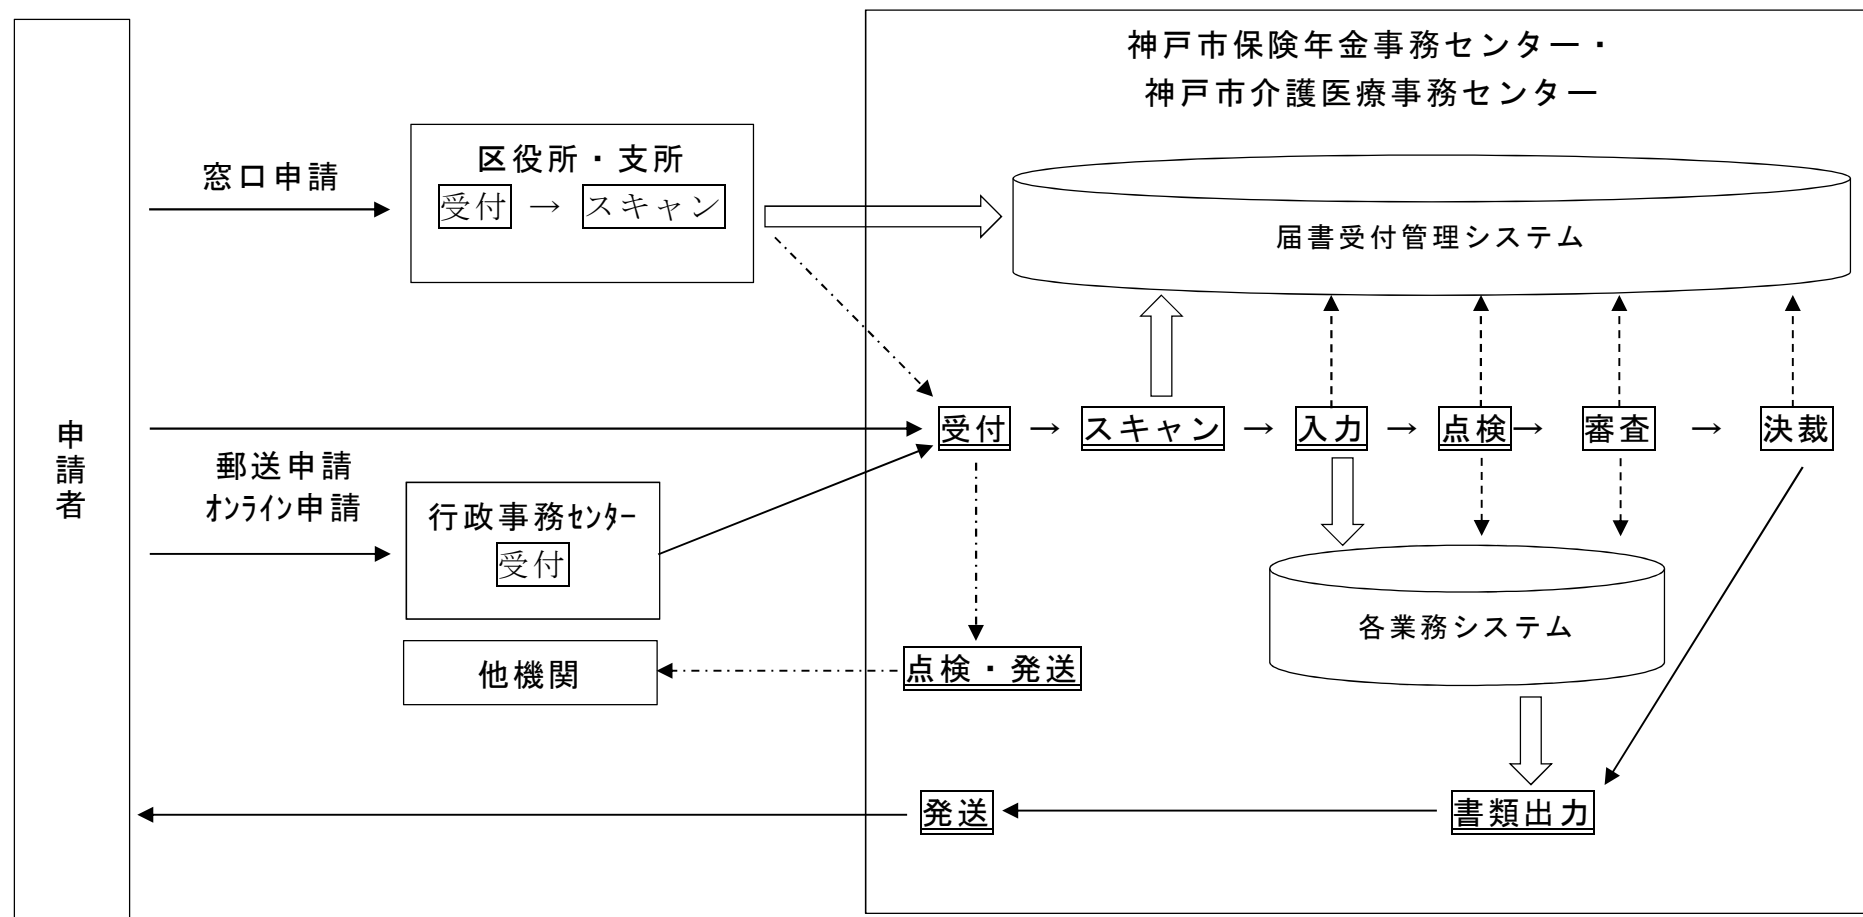 神戸市保険年金事務センター・
神戸市介護医療事務センター
申請者
窓口申請
区役所・支所
受付 → スキャン
届書受付管理システム
受付 → スキャン → 入力 → 点検 → 審査 → 決裁
郵送申請
オンライン申請
行政事務センター
受付
他機関
点検・発送
各業務システム
発送
書類出力